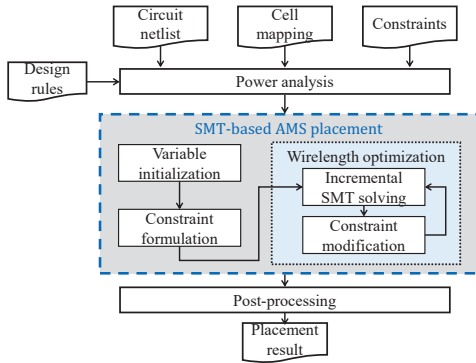 Circuit
netlist
Cell
mapping
Constraints
Design
rules
Power analysis
SMT-based AMS placement
Variable
initialization
Constraint
formulation
Wirelength optimization
Incremental
SMT solving
Constraint
modification
Post-processing
Placement
result